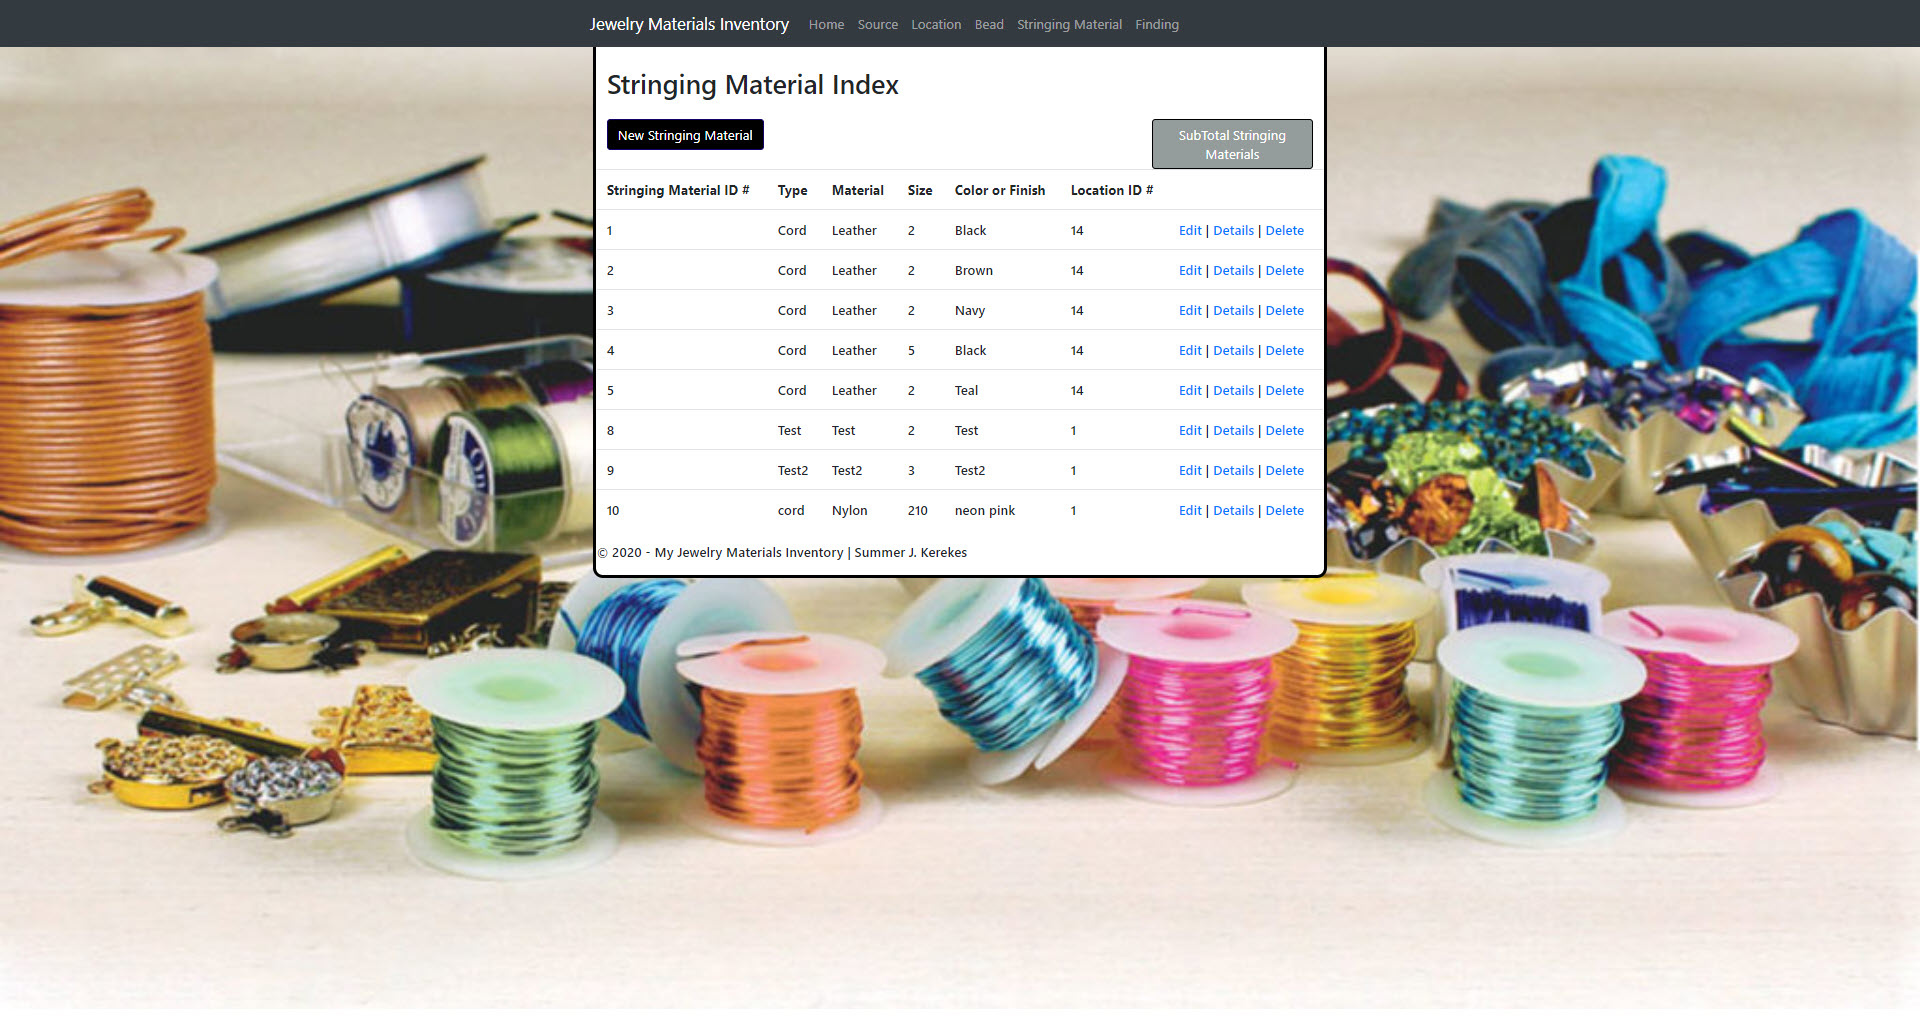 Jewelry Materials Inventory Home Source Location Bead Stringing Material Finding
Stringing Material Index
New Stringing Material
SubTotal Stringing
Materials
Stringing Material ID # Type Material Size Color or Finish Location ID #
1 Cord Leather 2 Black 14 Edit | Details | Delete
2 Cord Leather 2 Brown 14 Edit | Details | Delete
3 Cord Leather 2 Navy 14 Edit | Details | Delete
4 Cord Leather 5 Black 14 Edit | Details | Delete
5 Cord Leather 2 Teal 14 Edit | Details | Delete
8 Test Test 2 Test 1 Edit | Details | Delete
9 Test2 Test2 3 Test2 1 Edit | Details | Delete
10 cord Nylon 210 neon pink 1 Edit | Details | Delete
© 2020 - My Jewelry Materials Inventory | Summer J. Kerekes